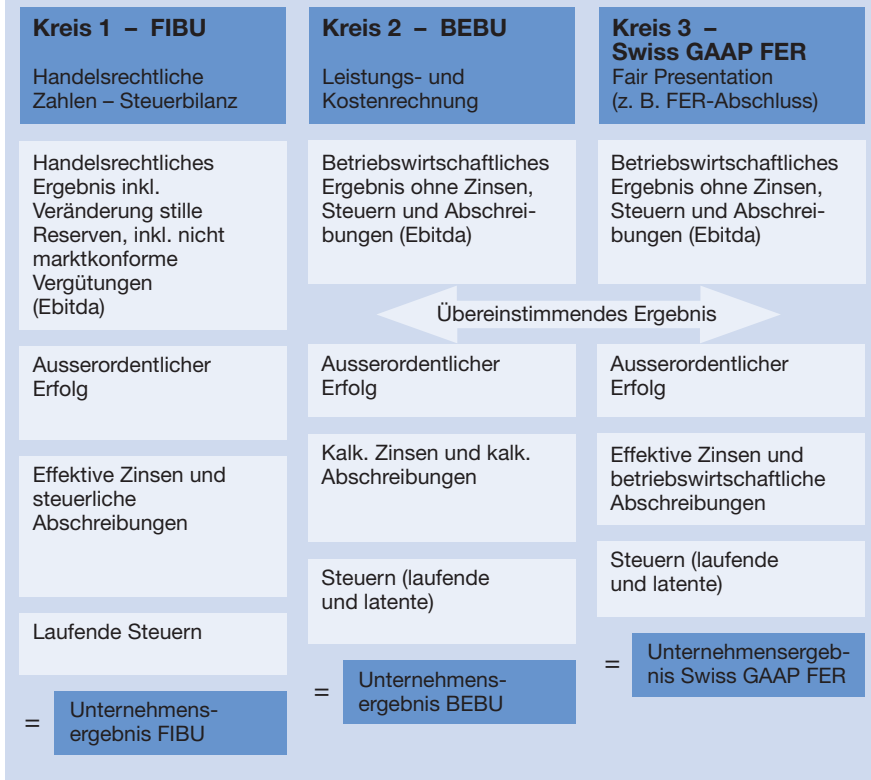 Kreis 1 – FIBU
Handelsrechtliche
Zahlen – Steuerbilanz
Handelsrechtliches
Ergebnis inkl.
Veränderung stille
Reserven, inkl. nicht
marktkonforme
Vergütungen
(Ebitda)
Ausserordentlicher
Erfolg
Effektive Zinsen und
steuerliche
Abschreibungen
Laufende Steuern
=
Unternehmens-
ergebnis FIBU
Kreis 2 – BEBU
Leistungs- und
Kostenrechnung
Betriebswirtschaftliches
Ergebnis ohne Zinsen,
Steuern und Abschrei-
bungen (Ebitda)
Übereinstimmendes Ergebnis
Ausserordentlicher
Erfolg
Kalk. Zinsen und kalk.
Abschreibungen
Steuern (laufende
und latente)
=
Unternehmens-
ergebnis BEBU
Kreis 3 –
Swiss GAAP FER
Fair Presentation
(z. B. FER-Abschluss)
Betriebswirtschaftliches
Ergebnis ohne Zinsen,
Steuern und Abschrei-
bungen (Ebitda)
Ausserordentlicher
Erfolg
Effektive Zinsen und
betriebswirtschaftliche
Abschreibungen
Steuern (laufende
und latente)
=
Unternehmensergeb-
nis Swiss GAAP FER